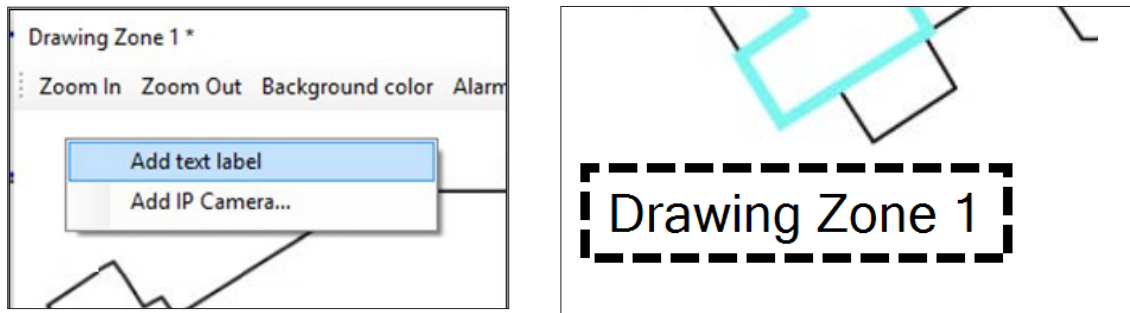 Drawing Zone 1 *
Zoom In Zoom Out Background color Alarm
Add text label
Add IP Camera...
Drawing Zone 1